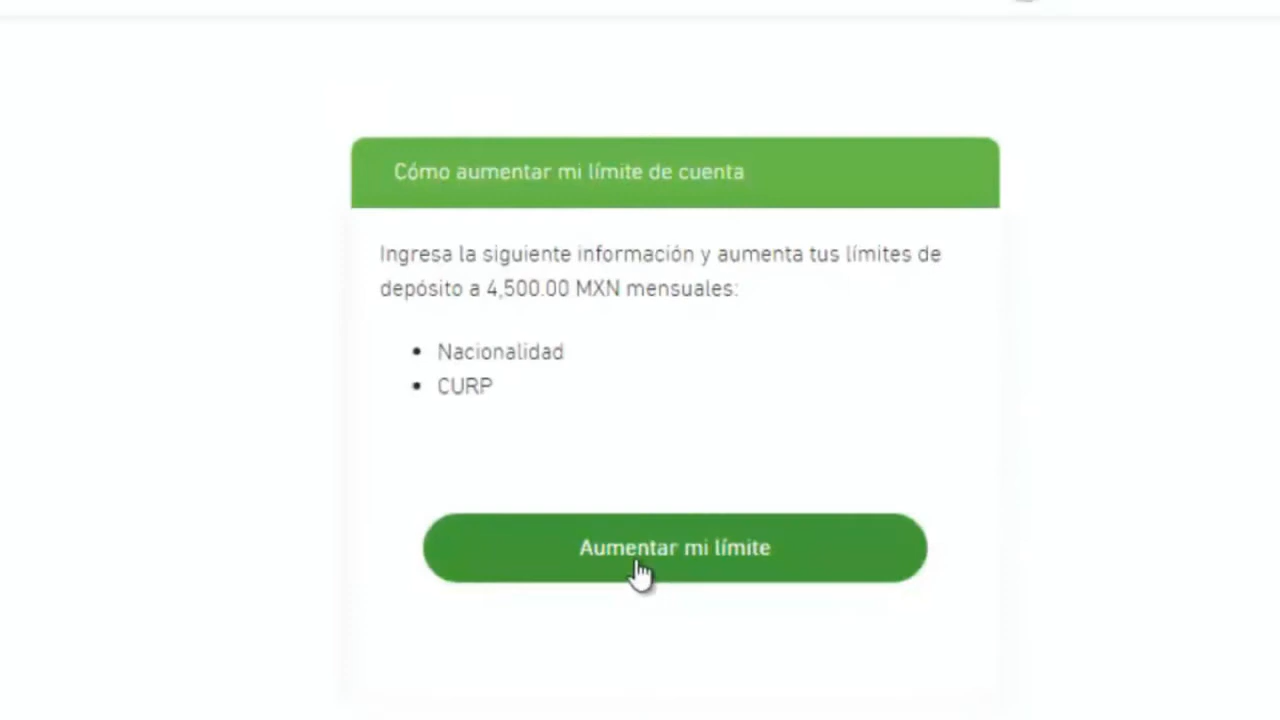 Cómo aumentar mi límite de cuenta
Ingresa la siguiente información y aumenta tus límites de
depósito a 4,500.00 MXN mensuales:
• Nacionalidad
• CURP
Aumentar mi límite